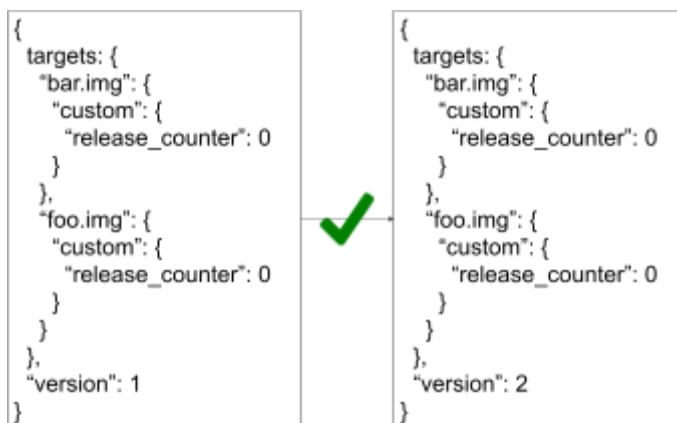 {
  targets: {
    “bar.img”: {
      “custom”: {
        “release_counter”: 0
      }
    },
    “foo.img”: {
      “custom”: {
        “release_counter”: 0
      }
    }
  },
  “version”: 1
}
{
  targets: {
    “bar.img”: {
      “custom”: {
        “release_counter”: 0
      }
    },
    “foo.img”: {
      “custom”: {
        “release_counter”: 0
      }
    }
  },
  “version”: 2
}